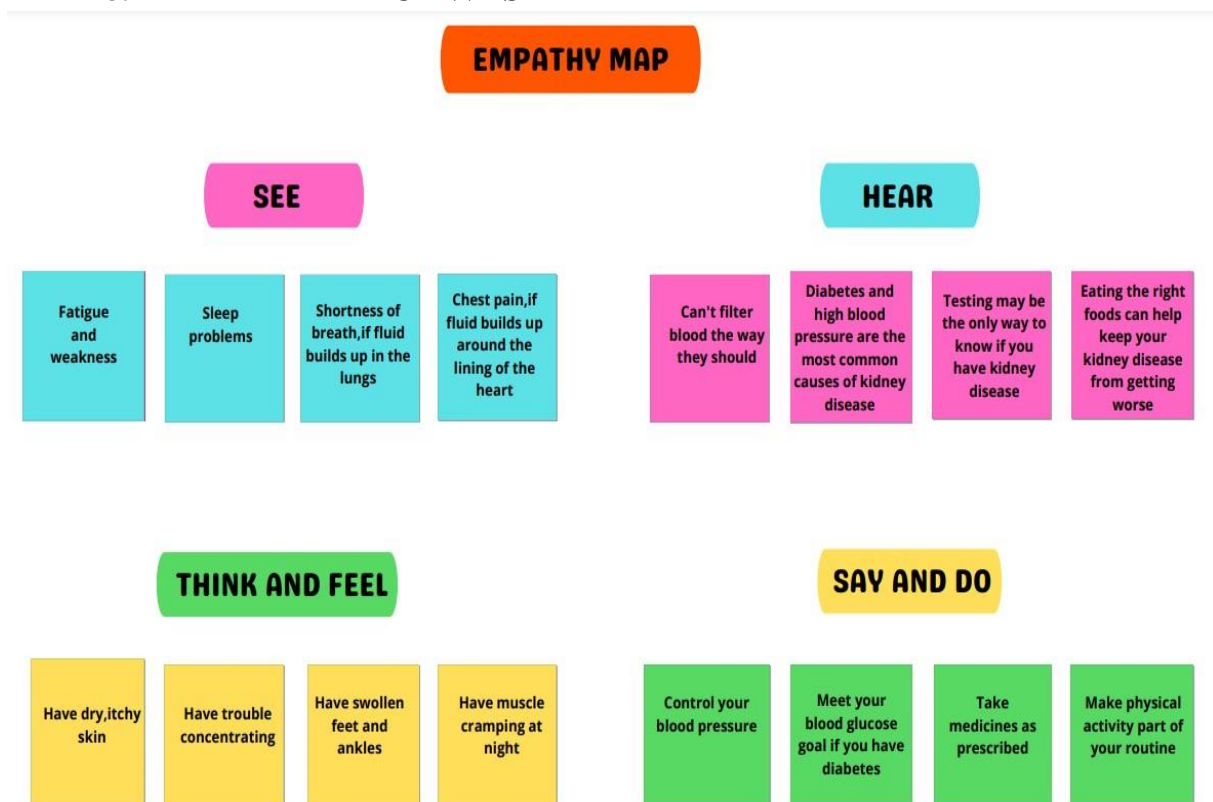 EMPATHY MAP
SEE
Fatigue
and
weakness
Sleep
problems
Shortness of
breath,if fluid
builds up in the
lungs
Chest pain,if
fluid builds up
around the
lining of the
heart
HEAR
Can't filter
blood the way
they should
Diabetes and
high blood
pressure are the
most common
causes of kidney
disease
Testing may be
the only way to
know if you
have kidney
disease
Eating the right
foods can help
keep your
kidney disease
from getting
worse
THINK AND FEEL
Have dry,itchy
skin
Have trouble
concentrating
Have swollen
feet and
ankles
Have muscle
cramping at
night
SAY AND DO
Control your
blood pressure
Meet your
blood glucose
goal if you have
diabetes
Take
medicines as
prescribed
Make physical
activity part of
your routine